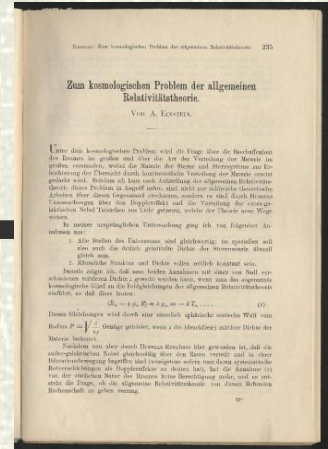 EINSTEIN: Zum kosmologischen Problem der allgemeinen Relativitätstheorie 235
Zum kosmologischen Problem der allgemeinen
Relativitätstheorie.
VON A. EINSTEIN.
Unter dem kosmologischen Problem wird die Frage über die Beschaffenheit
des Raumes im großen und über die Art der Verteilung der Materie im
großen verstanden, wobei die Materie der Sterne und Sternsysteme zur Er-
leichterung der Übersicht durch kontinuierliche Verteilung der Materie ersetzt
gedacht wird. Seitdem ich kurz nach Aufstellung der allgemeinen Relativitäts-
theorie dieses Problem in Angriff nahm, sind nicht nur zahlreiche theoretische
Arbeiten über diesen Gegenstand erschienen, sondern es sind durch HUBBELS
Untersuchungen über den Dopplereffekt und die Verteilung der extra-ga-
laktischen Nebel Tatsachen ans Licht getreten, welche der Theorie neue Wege
weisen.
In meiner ursprünglichen Untersuchung ging ich von folgenden An-
nahmen aus:
1. Alle Stellen des Universums sind gleichwertig; im speziellen soll
also auch die örtlich gemittelte Dichte der Sternmaterie überall
gleich sein.
2. Räumliche Struktur und Dichte sollen zeitlich konstant sein.
Damals zeigte ich, daß man beiden Annahmen mit einer von Null ver-
schiedenen mittleren Dichte ρ gerecht werden kann, wenn man das sogenannte
kosmologische Glied in die Feldgleichungen der allgemeinen Relativitätstheorie
einführt, so daß diese lauten:
(1)
Diesen Gleichungen wird durch eine räumlich sphärische statische Welt vom
Radius Genüge geleistet, wenn ρ die (druckfreie) mittlere Dichte der
Materie bedeutet.
Nachdem nun aber durch HUBBELS Resultate klar geworden ist, daß die
außer-galaktischen Nebel gleichmäßig über den Raum verteilt und in einer
Dilatationsbewegung begriffen sind (wenigstens sofern man deren systematische
Rotverschiebungen als Dopplereffekte zu deuten hat), hat die Annahme (2)
von der statischen Natur des Raumes keine Berechtigung mehr, und es ent-
steht die Frage, ob die allgemeine Relativitätstheorie von diesen Befunden
Rechenschaft zu geben vermag.